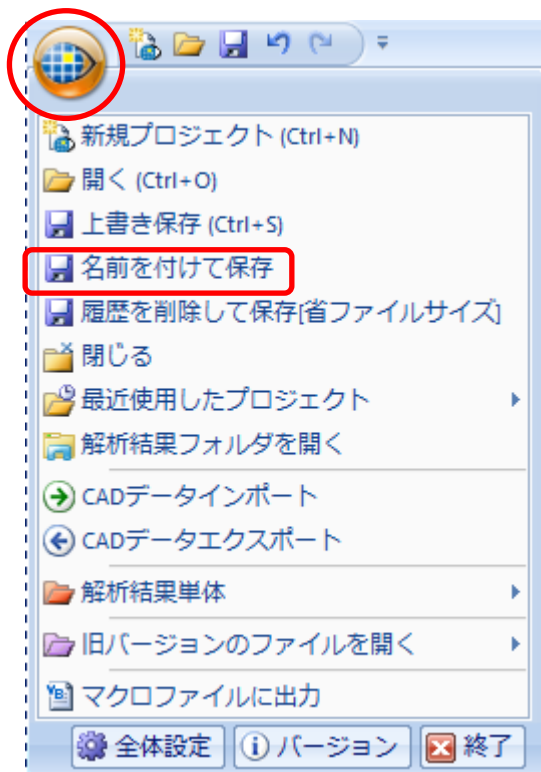 新規プロジェクト (Ctrl+N)
開く (Ctrl+O)
上書き保存 (Ctrl+S)
名前を付けて保存
履歴を削除して保存[省ファイルサイズ]
閉じる
最近使用したプロジェクト
解析結果フォルダを開く
CADデータインポート
CADデータエクスポート
解析結果単体
旧バージョンのファイルを開く
マクロファイルに出力
全体設定 バージョン 終了